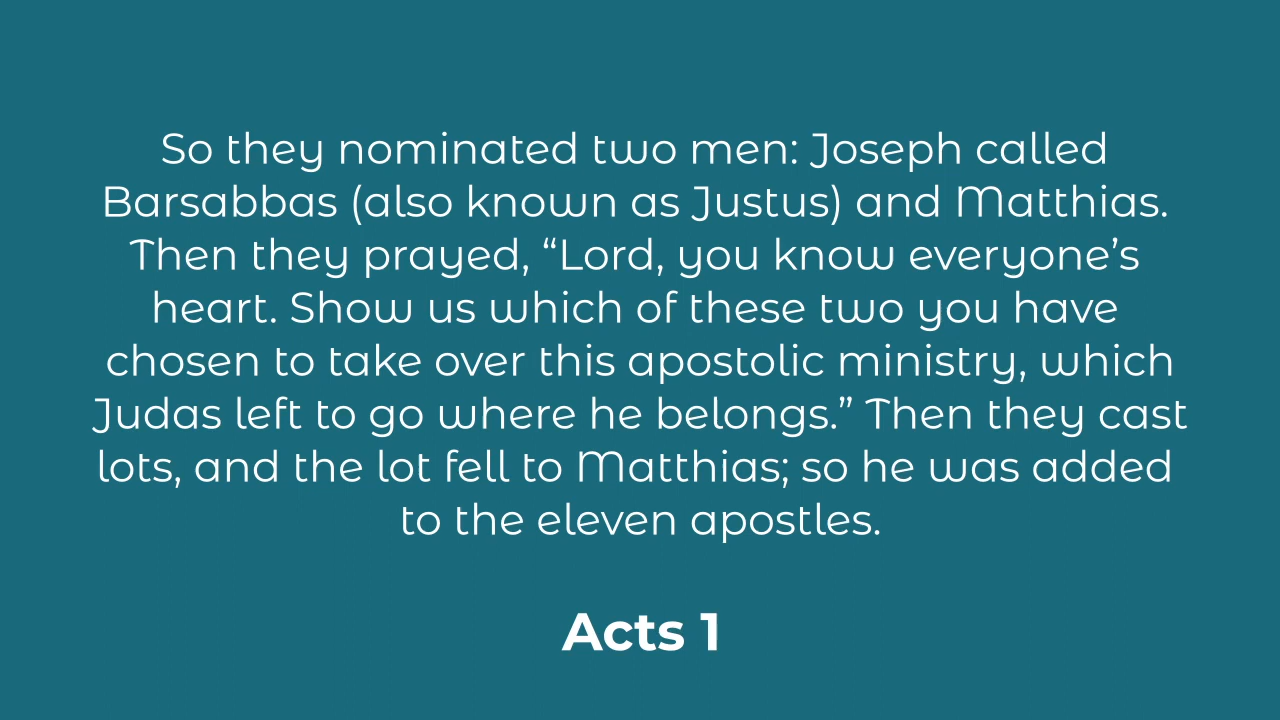 So they nominated two men: Joseph called
Barsabbas (also known as Justus) and Matthias.
Then they prayed, “Lord, you know everyone’s
heart. Show us which of these two you have
chosen to take over this apostolic ministry, which
Judas left to go where he belongs.” Then they cast
lots, and the lot fell to Matthias; so he was added
to the eleven apostles.
Acts 1